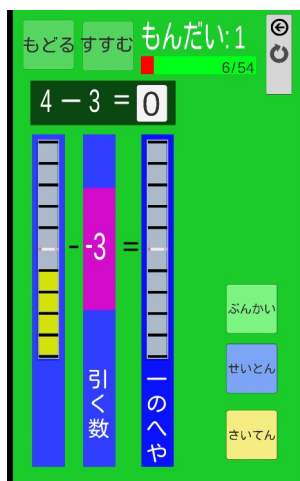 もどる
すすむ
もんだい:1
6/54
4 － 3 = 0
- -3 =
引く数
一のへや
ぶんかい
せいとん
さいてん